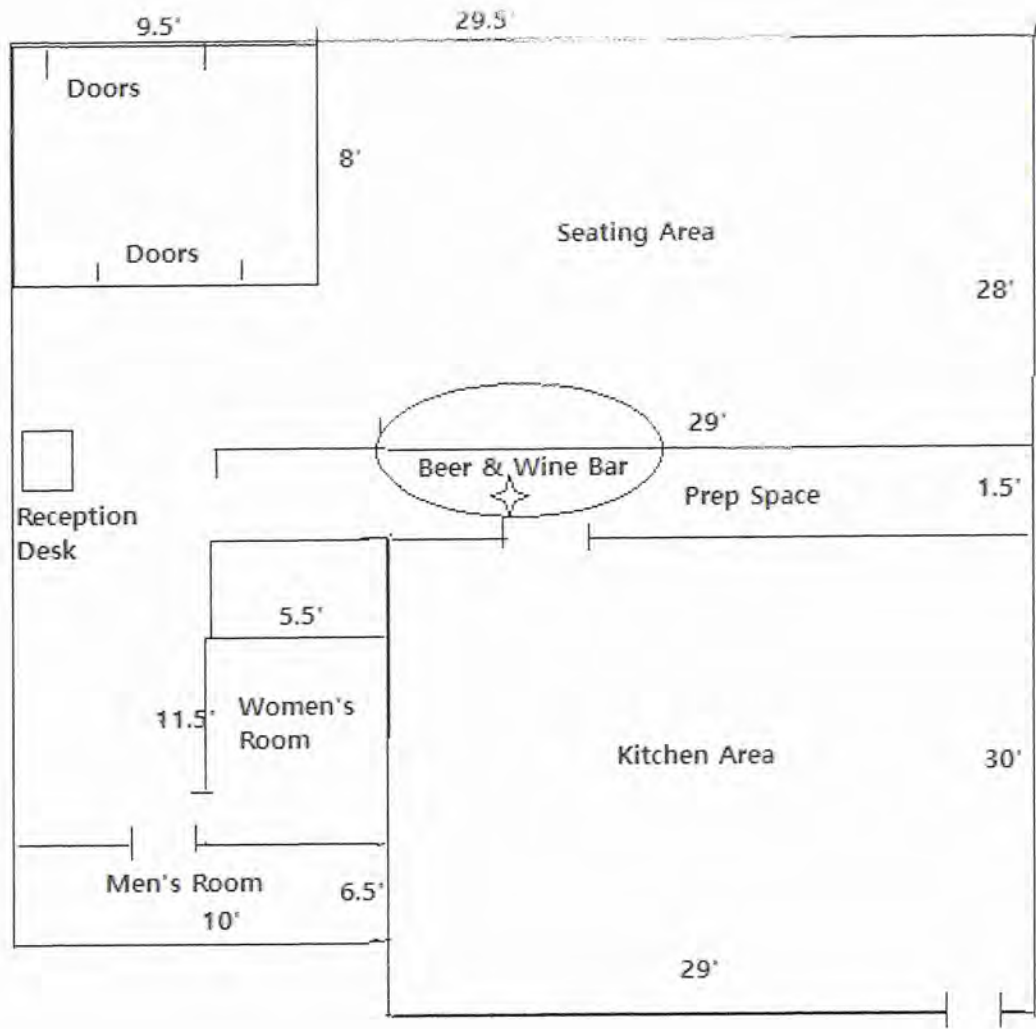 9.5'
29.5'
Doors
8'
Doors
Seating Area
28'
29'
Beer & Wine Bar
Prep Space
1.5'
Reception
Desk
5.5'
11.5'
Women's
Room
Kitchen Area
30'
Men's Room
6.5'
10'
29'